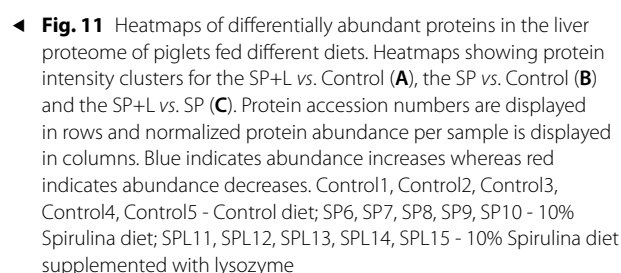 ◄ Fig. 11 Heatmaps of differentially abundant proteins in the liver
proteome of piglets fed different diets. Heatmaps showing protein
intensity clusters for the SP+L vs. Control (A), the SP vs. Control (B)
and the SP+L vs. SP (C). Protein accession numbers are displayed
in rows and normalized protein abundance per sample is displayed
in columns. Blue indicates abundance increases whereas red
indicates abundance decreases. Control1, Control2, Control3,
Control4, Control5 - Control diet; SP6, SP7, SP8, SP9, SP10 - 10%
Spirulina diet; SPL11, SPL12, SPL13, SPL14, SPL15 - 10% Spirulina diet
supplemented with lysozyme